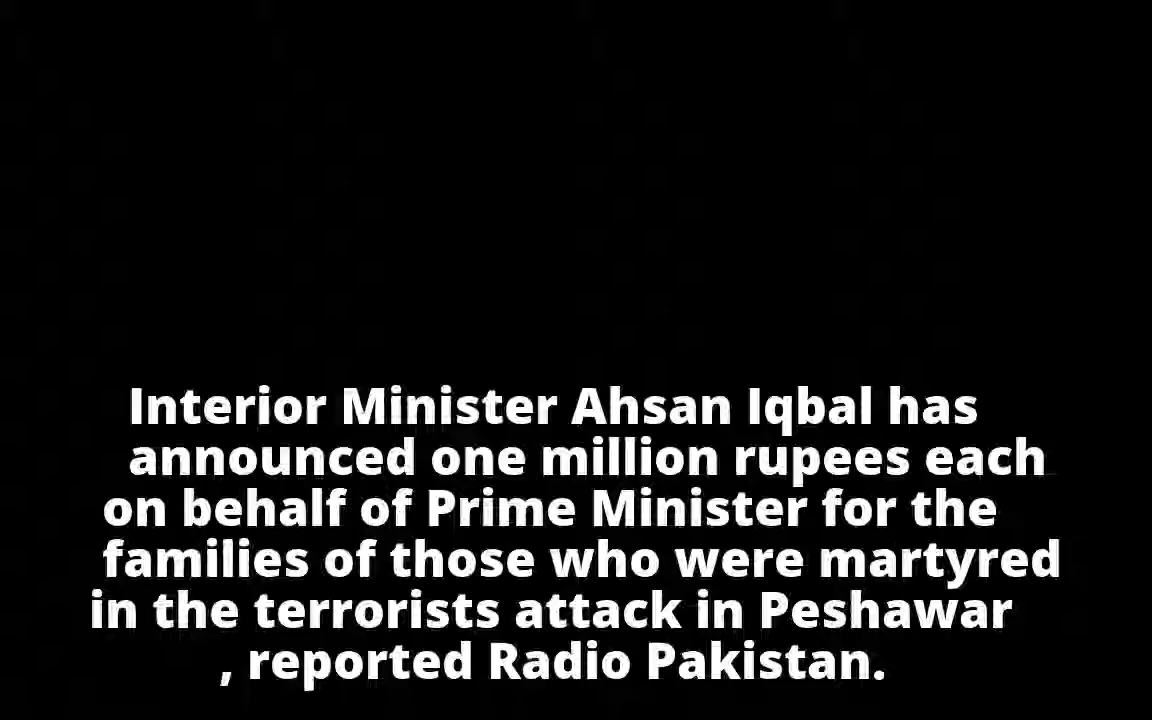 Interior Minister Ahsan Iqbal has
announced one million rupees each
on behalf of Prime Minister for the
families of those who were martyred
in the terrorists attack in Peshawar
, reported Radio Pakistan.